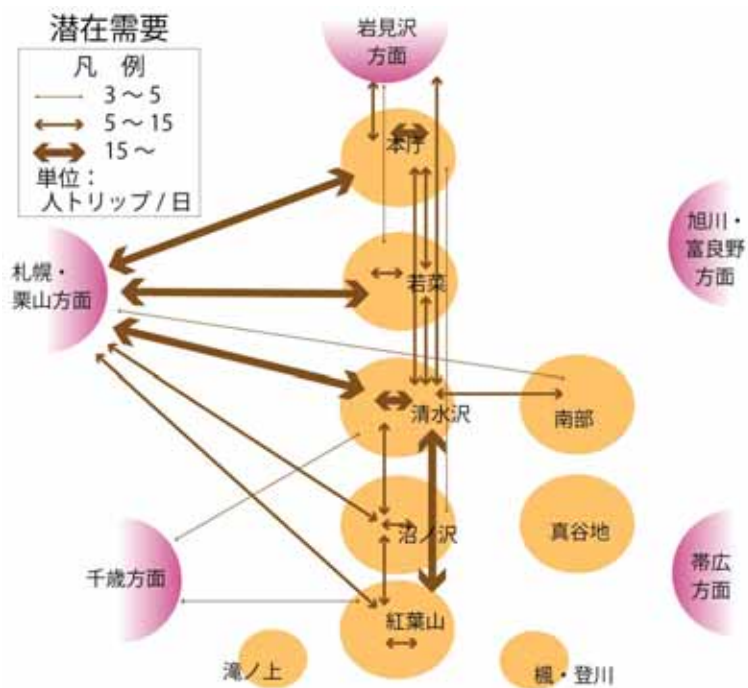 潜在需要
凡　例
3～5
5～15
15～
単位：
人トリップ / 日
岩見沢
方面
本庁
旭川・
富良野
方面
札幌・
栗山方面
若菜
清水沢
南部
沼ノ沢
真谷地
千歳方面
帯広
方面
紅葉山
滝ノ上
楓・登川